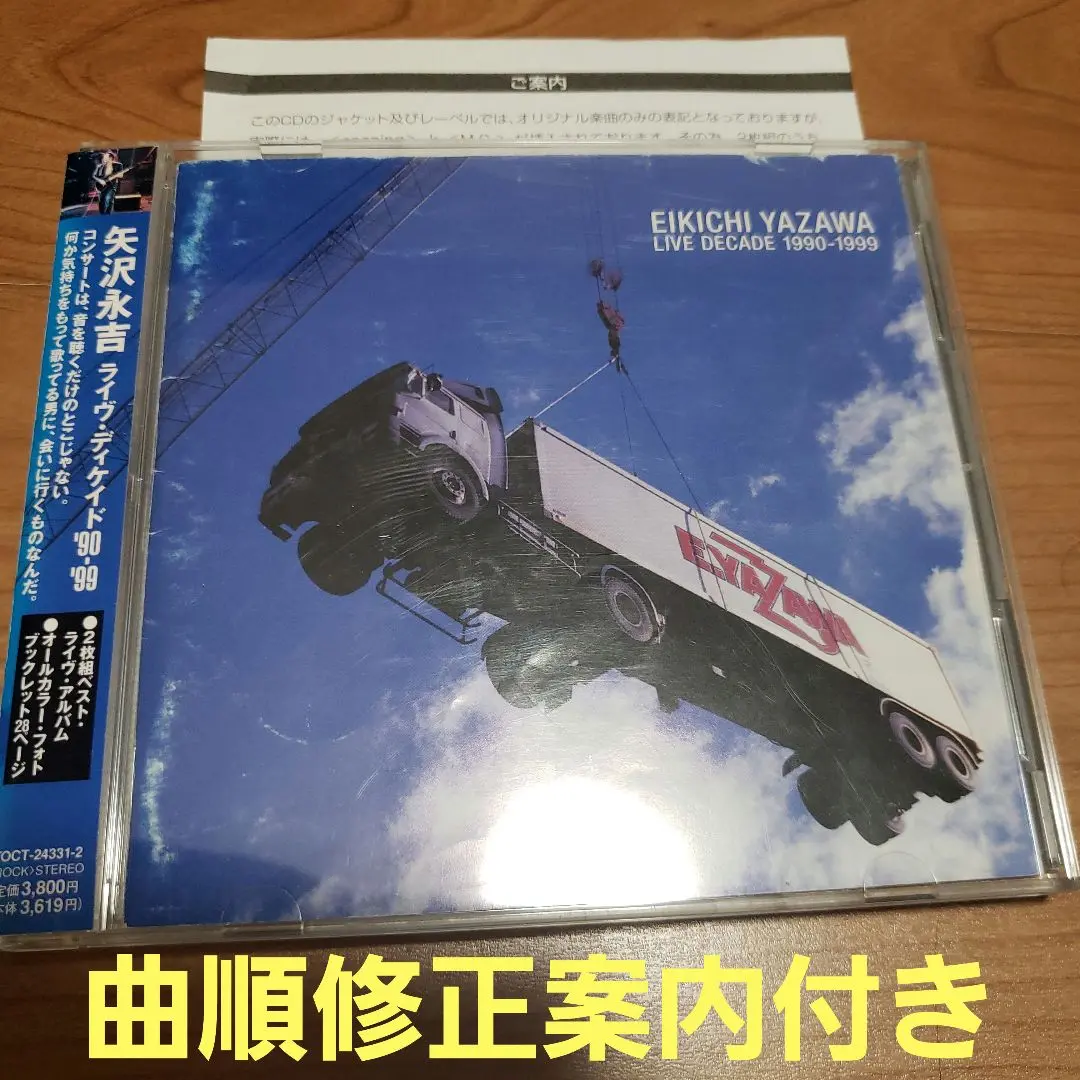 ご案内
このCDのジャケット及びレーベルでは、オリジナル楽曲のみの表記となっておりますが、
EIKICHI YAZAWA
LIVE DECADE 1990-1999
矢沢永吉 ライヴ・ディケイド'90-'99
コンサートは、音を聴くだけのとこじゃない。
何か気持ちをもって歌ってる男に、会いに行くものなんだ。
●2枚組ベスト・
ライヴ・アルバム
●オールカラー・フォト
ブックレット28ページ
TOCT-24331-2
ROCK〉STEREO
定価3,800円
本体 3,619円)
E.YAZAWA
曲順修正案内付き